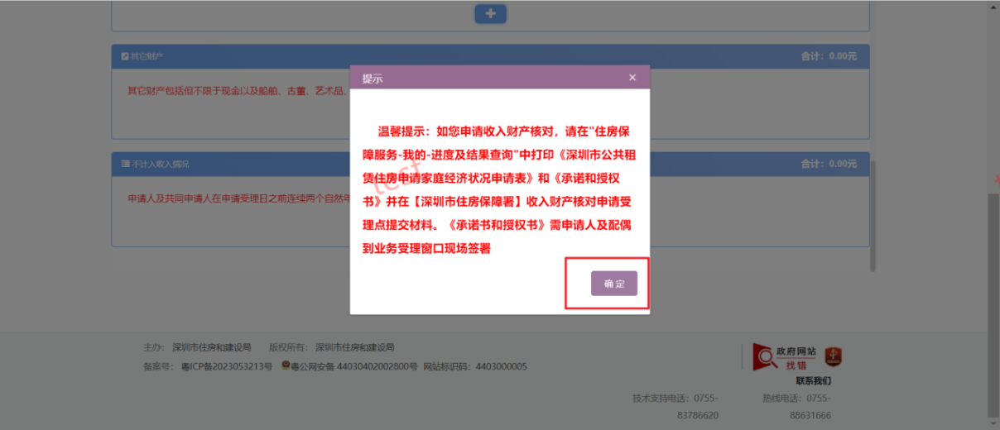 其它财产
合计：0.00元
其它财产包括但不限于现金以及船舶、古董、艺术品、
提示
×
温馨提示：如您申请收入财产核对，请在"住房保
障服务-我的-进度及结果查询"中打印《深圳市公共租
赁住房申请家庭经济状况申请表》和《承诺和授权
书》并在【深圳市住房保障署】收入财产核对申请受
理点提交材料。《承诺书和授权书》需申请人及配偶
到业务受理窗口现场签署
test
确定
不计入收入情况
合计：0.00元
申请人及共同申请人在申请受理日之前连续两个自然年
主办： 深圳市住房和建设局 版权所有： 深圳市住房和建设局
备案号： 粤ICP备2023053213号 粤公网安备 44030402002800号 网站标识码：4403000005
政府网站
找错
联系我们
技术支持电话：0755-
83786620
热线电话：0755-
88631666